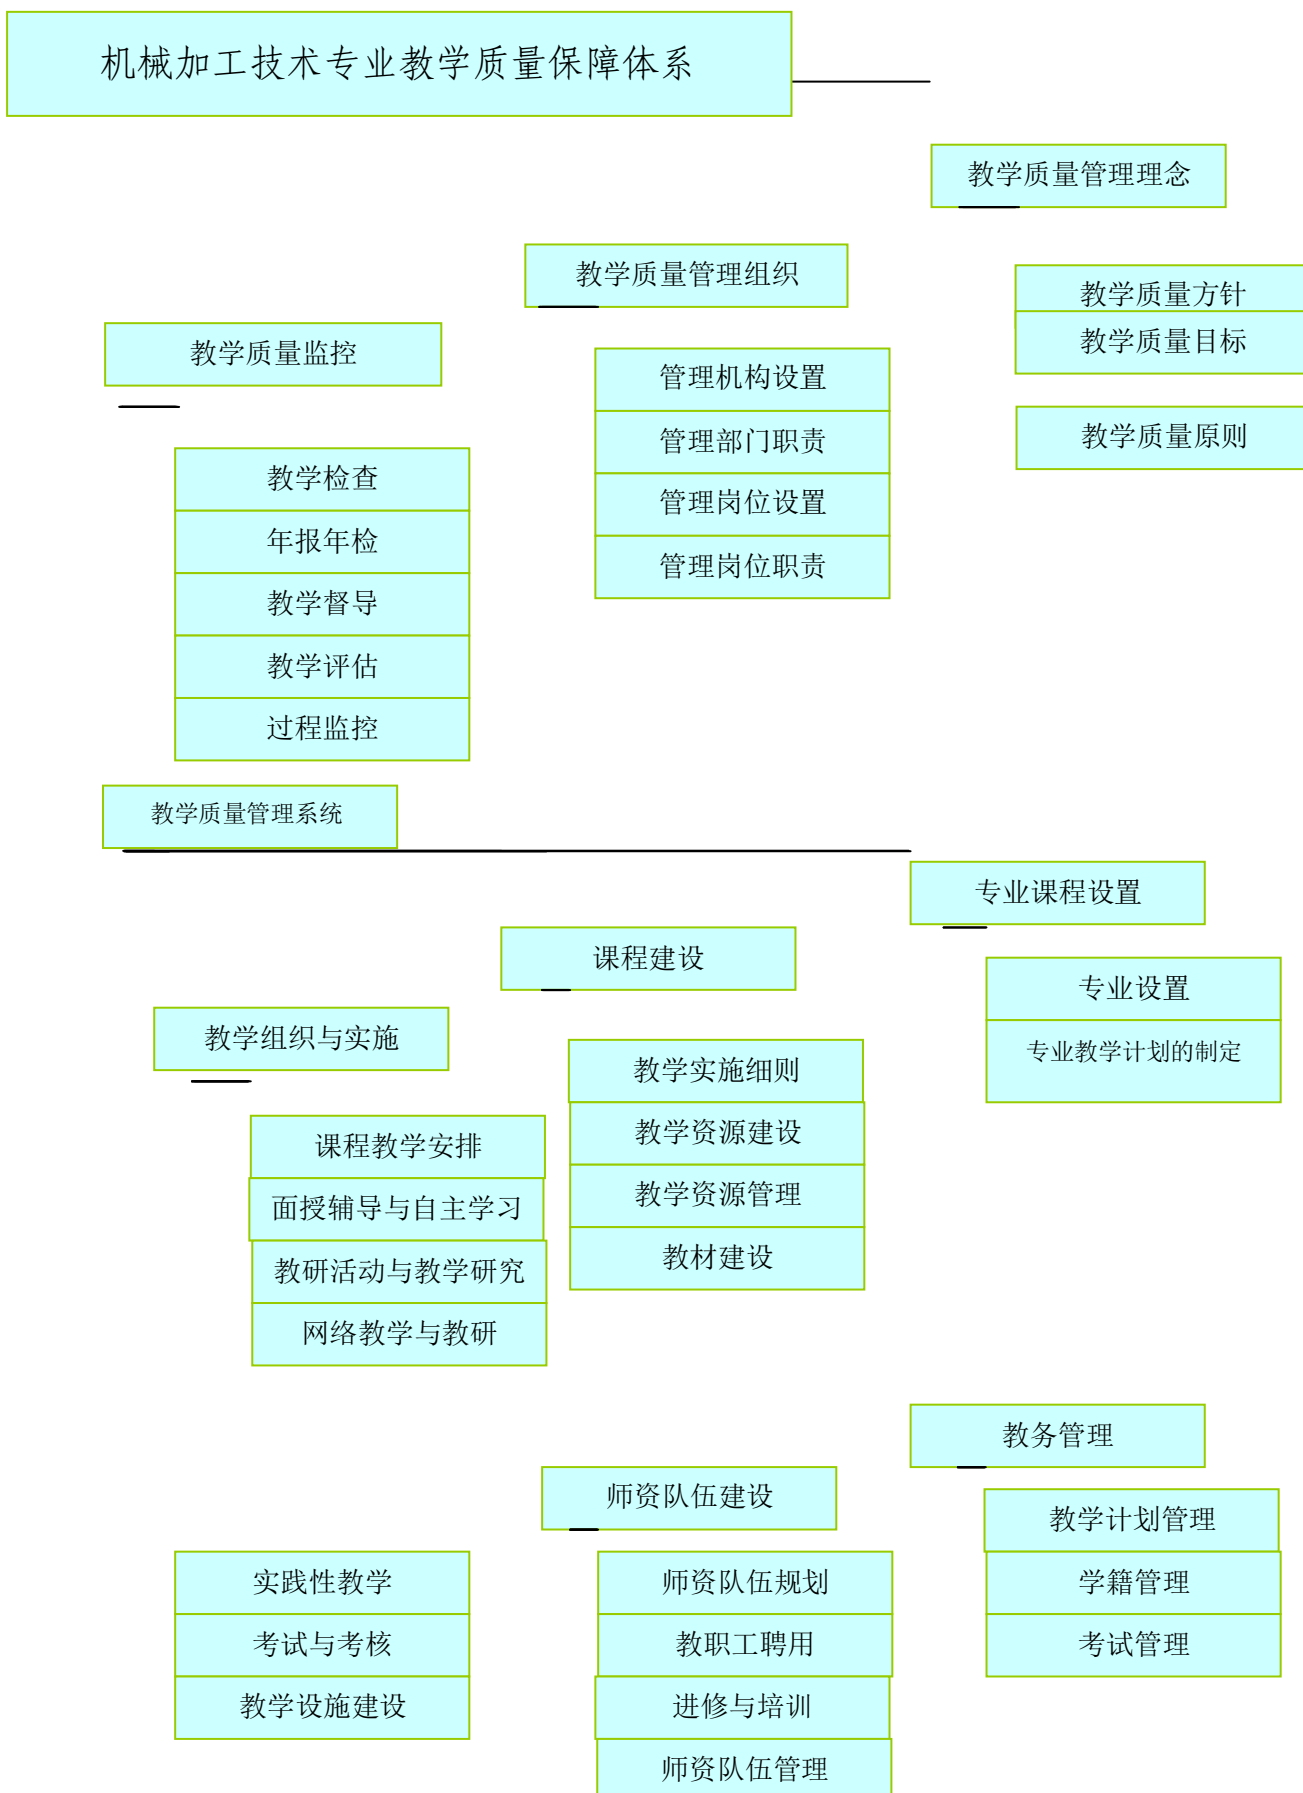 机械加工技术专业教学质量保障体系
教学质量管理理念
教学质量方针
教学质量目标
教学质量原则
教学质量管理组织
管理机构设置
管理部门职责
管理岗位设置
管理岗位职责
教学质量监控
教学检查
年报年检
教学督导
教学评估
过程监控
教学质量管理系统
专业课程设置
专业设置
专业教学计划的制定
课程建设
教学实施细则
教学资源建设
教学资源管理
教材建设
教学组织与实施
课程教学安排
面授辅导与自主学习
教研活动与教学研究
网络教学与教研
教务管理
教学计划管理
学籍管理
考试管理
师资队伍建设
师资队伍规划
教职工聘用
进修与培训
师资队伍管理
实践性教学
考试与考核
教学设施建设